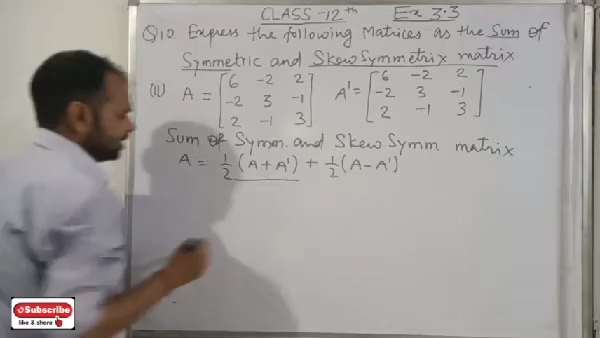 CLASS-12th Ex 3.3
Q10 Express the following Matrices as the Sum of
Symmetric and SkewSymmetrix matrix
(ii) A = [6 -2 2 A' = [6 -2 2
-2 3 -1 -2 3 -1
2 -1 3] 2 -1 3]
Sum of Symm. and Skew Symm matrix
A = 1/2 (A + A') + 1/2 (A - A')
Subscribe
like & share